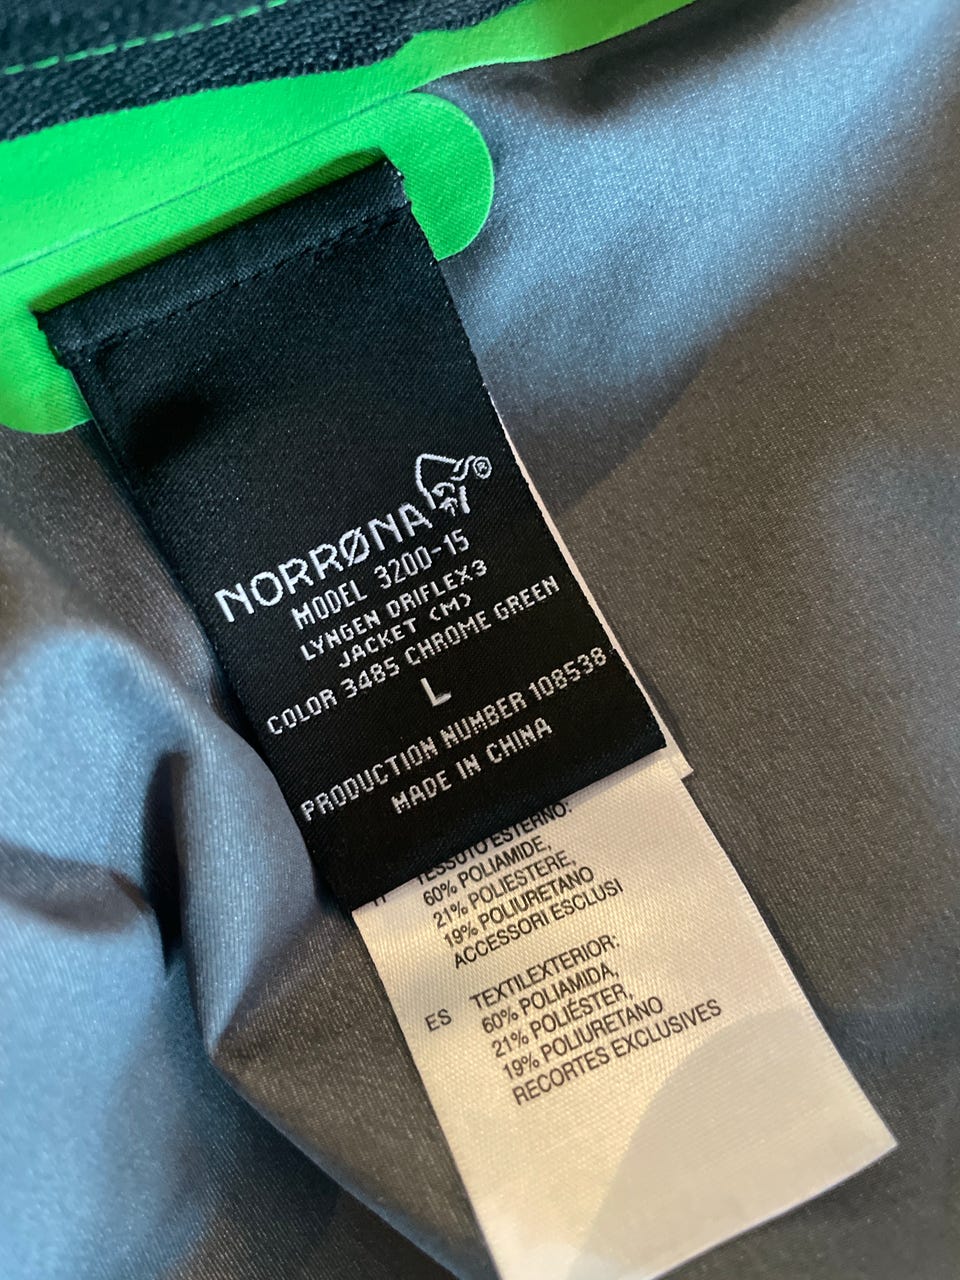 ®
NORRØNA
MODEL 3200-15
LYNGEN DRIFLEX3
JACKET (M)
COLOR 3485 CHROME GREEN
L
PRODUCTION NUMBER 108538
MADE IN CHINA
IT TESSUTO ESTERNO:
60% POLIAMIDE,
21% POLIESTERE,
19% POLIURETANO
ACCESSORI ESCLUSI
ES TEXTILEXTERIOR:
60% POLIAMIDA,
21% POLIÉSTER,
19% POLIURETANO
RECORTES EXCLUSIVES